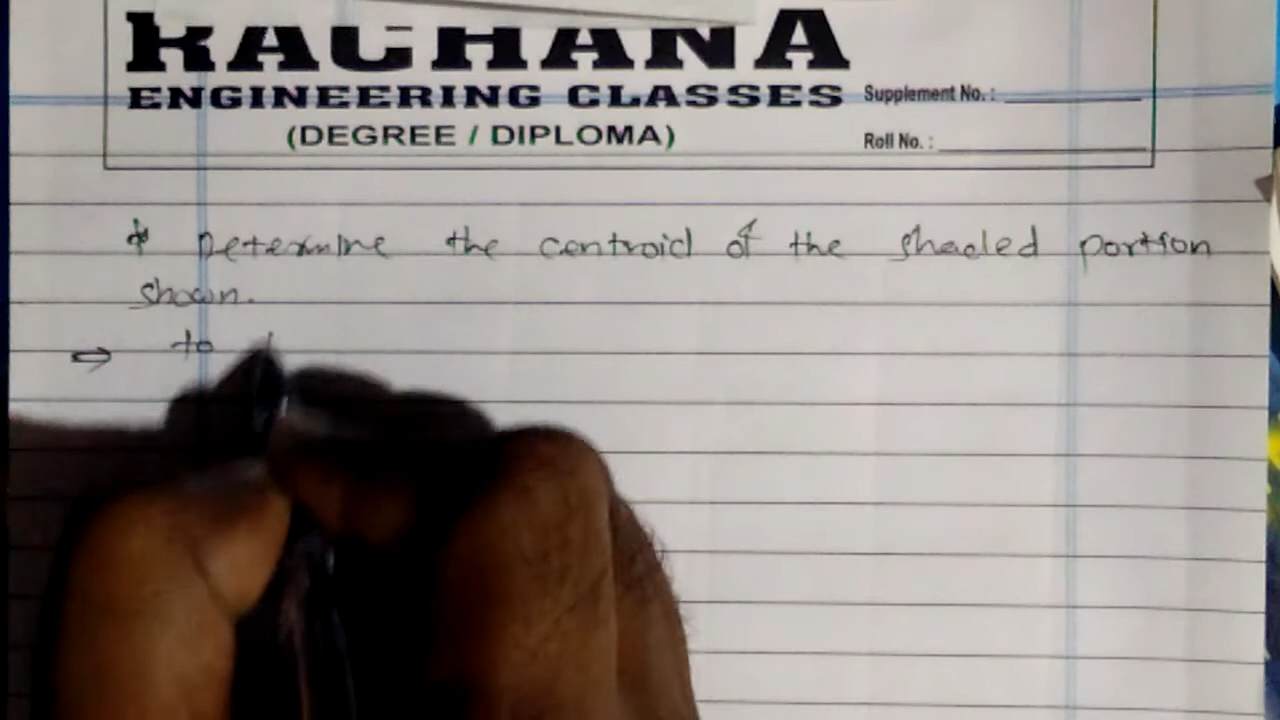 RACHANA
ENGINEERING CLASSES
Supplement No. :
(DEGREE / DIPLOMA)
Roll No. :
* Determine the centroid of the shaded portion
shown.
⇒ to